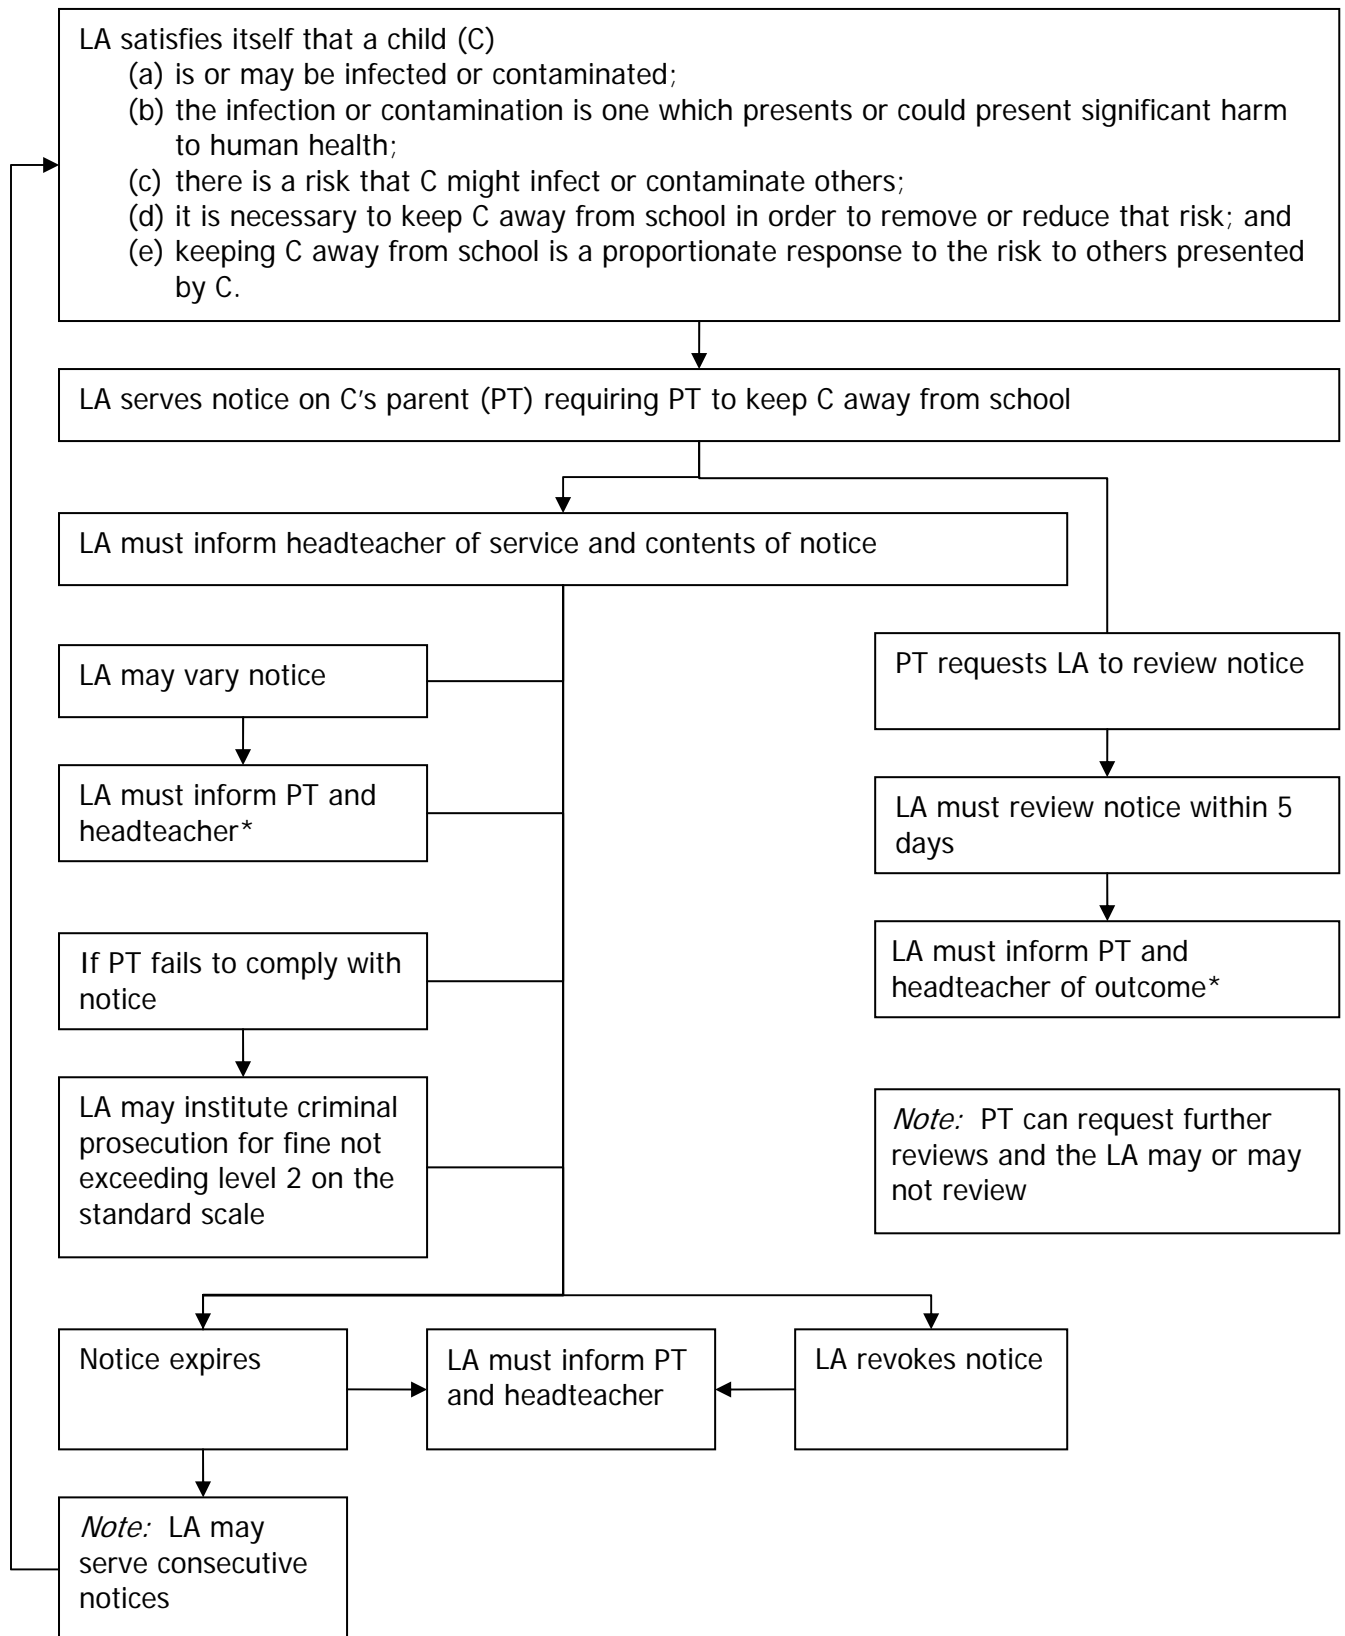 LA satisfies itself that a child (C)
(a) is or may be infected or contaminated;
(b) the infection or contamination is one which presents or could present significant harm
to human health;
(c) there is a risk that C might infect or contaminate others;
(d) it is necessary to keep C away from school in order to remove or reduce that risk; and
(e) keeping C away from school is a proportionate response to the risk to others presented
by C.
LA serves notice on C's parent (PT) requiring PT to keep C away from school
LA must inform headteacher of service and contents of notice
LA may vary notice
LA must inform PT and
headteacher*
If PT fails to comply with
notice
LA may institute criminal
prosecution for fine not
exceeding level 2 on the
standard scale
PT requests LA to review notice
LA must review notice within 5
days
LA must inform PT and
headteacher of outcome*
Note: PT can request further
reviews and the LA may or may
not review
Notice expires
LA must inform PT
and headteacher
LA revokes notice
Note: LA may
serve consecutive
notices